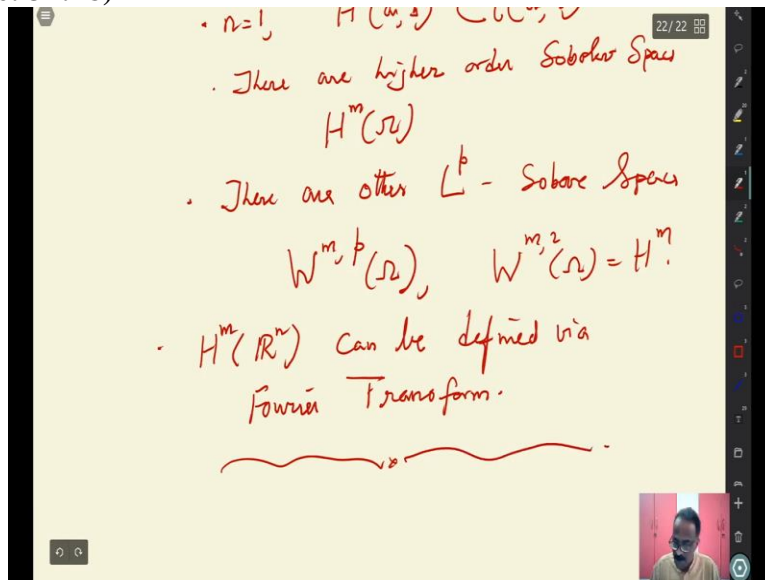 • n=1,
22/22
. There are higher order Sobolev Spaces
H^m(Ω)
. There are other L^p - Sobolev Spaces
W^{m,p}(Ω), W^{m,2}(Ω) = H^m.
. H^m(ℝ^n) can be defined via
Fourier Transform.